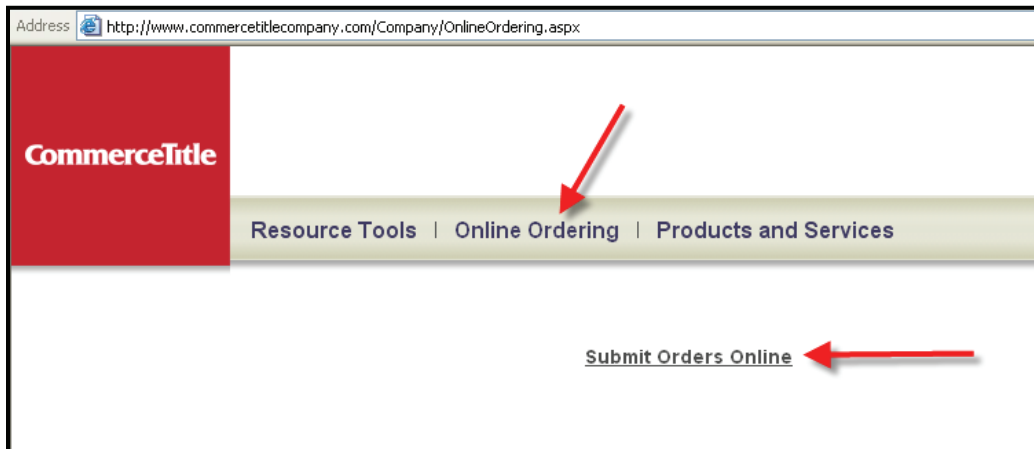 Address http://www.commercetitlecompany.com/Company/OnlineOrdering.aspx
CommerceTitle
Resource Tools | Online Ordering | Products and Services
Submit Orders Online